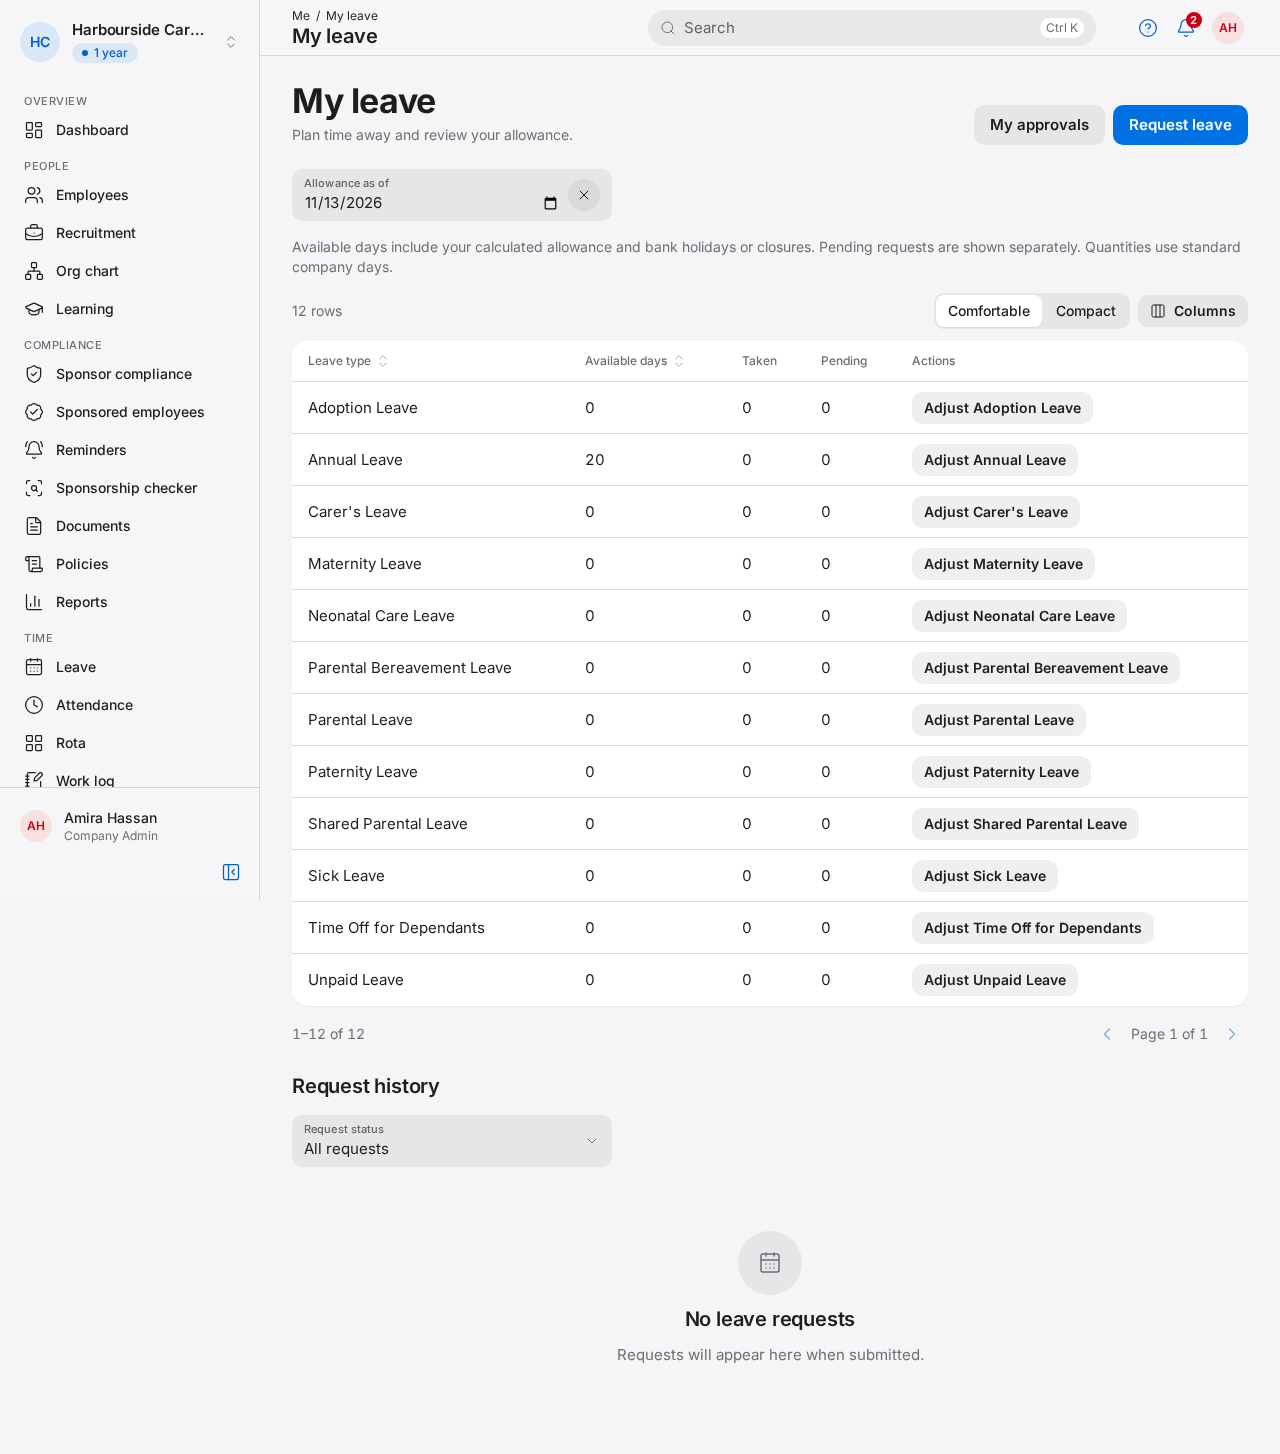 HC
Harbourside Car...
1 year
OVERVIEW
Dashboard
PEOPLE
Employees
Recruitment
Org chart
Learning
COMPLIANCE
Sponsor compliance
Sponsored employees
Reminders
Sponsorship checker
Documents
Policies
Reports
TIME
Leave
Attendance
Rota
Work log
AH
Amira Hassan
Company Admin
Me / My leave
My leave
Search
Ctrl K
2
AH
My leave
Plan time away and review your allowance.
My approvals
Request leave
Allowance as of
11/13/2026
Available days include your calculated allowance and bank holidays or closures. Pending requests are shown separately. Quantities use standard
company days.
12 rows
Comfortable
Compact
Columns
Leave type Available days Taken Pending Actions
Adoption Leave 0 0 0 Adjust Adoption Leave
Annual Leave 20 0 0 Adjust Annual Leave
Carer's Leave 0 0 0 Adjust Carer's Leave
Maternity Leave 0 0 0 Adjust Maternity Leave
Neonatal Care Leave 0 0 0 Adjust Neonatal Care Leave
Parental Bereavement Leave 0 0 0 Adjust Parental Bereavement Leave
Parental Leave 0 0 0 Adjust Parental Leave
Paternity Leave 0 0 0 Adjust Paternity Leave
Shared Parental Leave 0 0 0 Adjust Shared Parental Leave
Sick Leave 0 0 0 Adjust Sick Leave
Time Off for Dependants 0 0 0 Adjust Time Off for Dependants
Unpaid Leave 0 0 0 Adjust Unpaid Leave
1–12 of 12
Page 1 of 1
Request history
Request status
All requests
No leave requests
Requests will appear here when submitted.